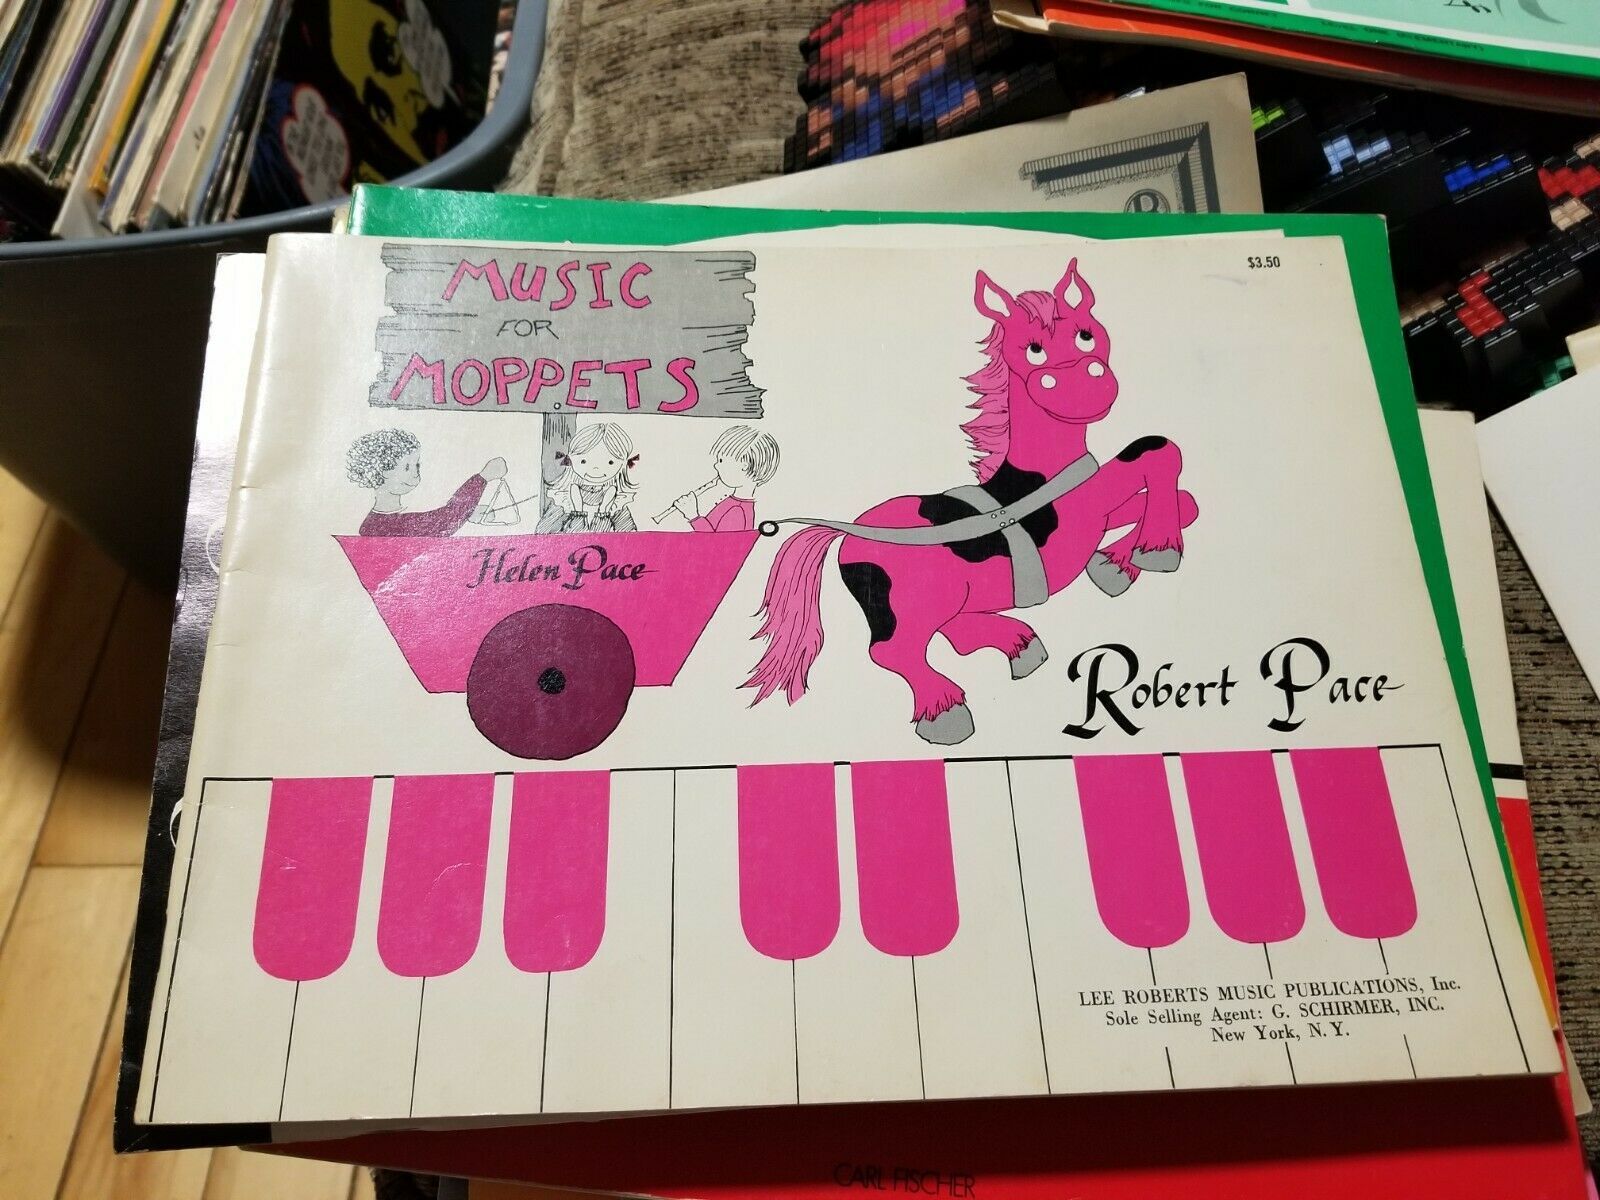 $3.50
MUSIC
FOR
MOPPETS
Helen Pace
Robert Pace
LEE ROBERTS MUSIC PUBLICATIONS, Inc.
Sole Selling Agent: G. SCHIRMER, INC.
New York, N. Y.
CARL FISCHER